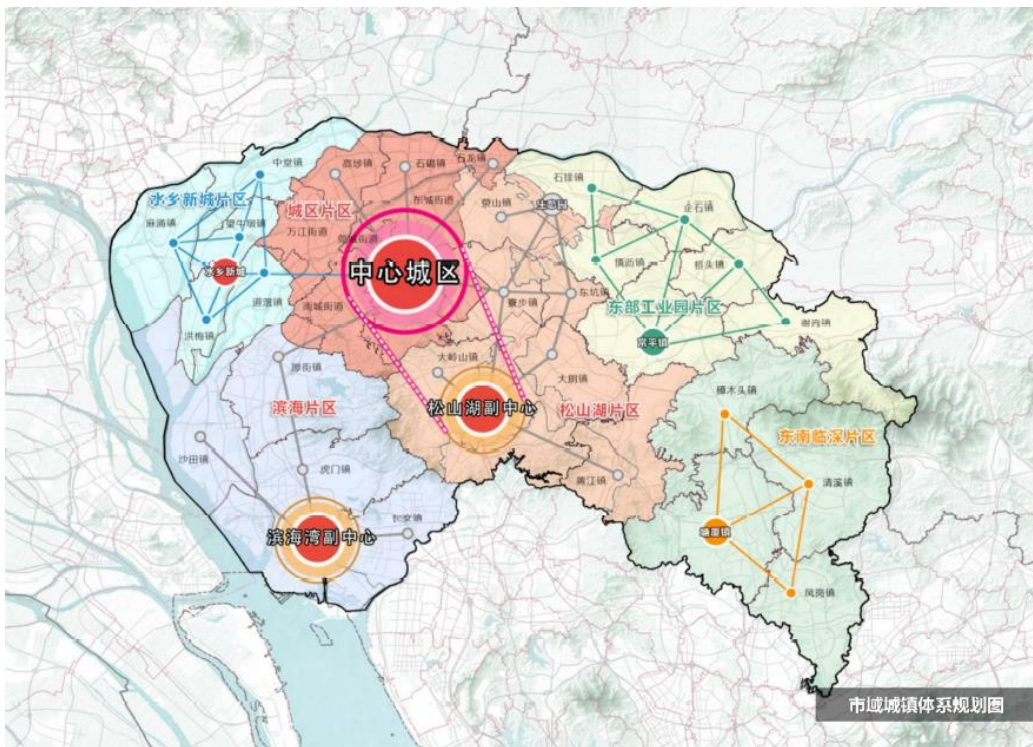 中堂镇
高埗镇
石碣镇
石龙镇
水乡新城片区
城区片区
东城街道
茶山镇
生态园
石排镇
企石镇
麻涌镇
望牛墩镇
万江街道
莞城街道
中心城区
横沥镇
桥头镇
水乡新城
道滘镇
南城街道
寮步镇
东坑镇
东部工业园片区
谢岗镇
洪梅镇
常平镇
厚街镇
大岭山镇
大朗镇
樟木头镇
滨海片区
松山湖副中心
松山湖片区
东南临深片区
沙田镇
虎门镇
黄江镇
清溪镇
滨海湾副中心
长安镇
塘厦镇
凤岗镇
市域城镇体系规划图